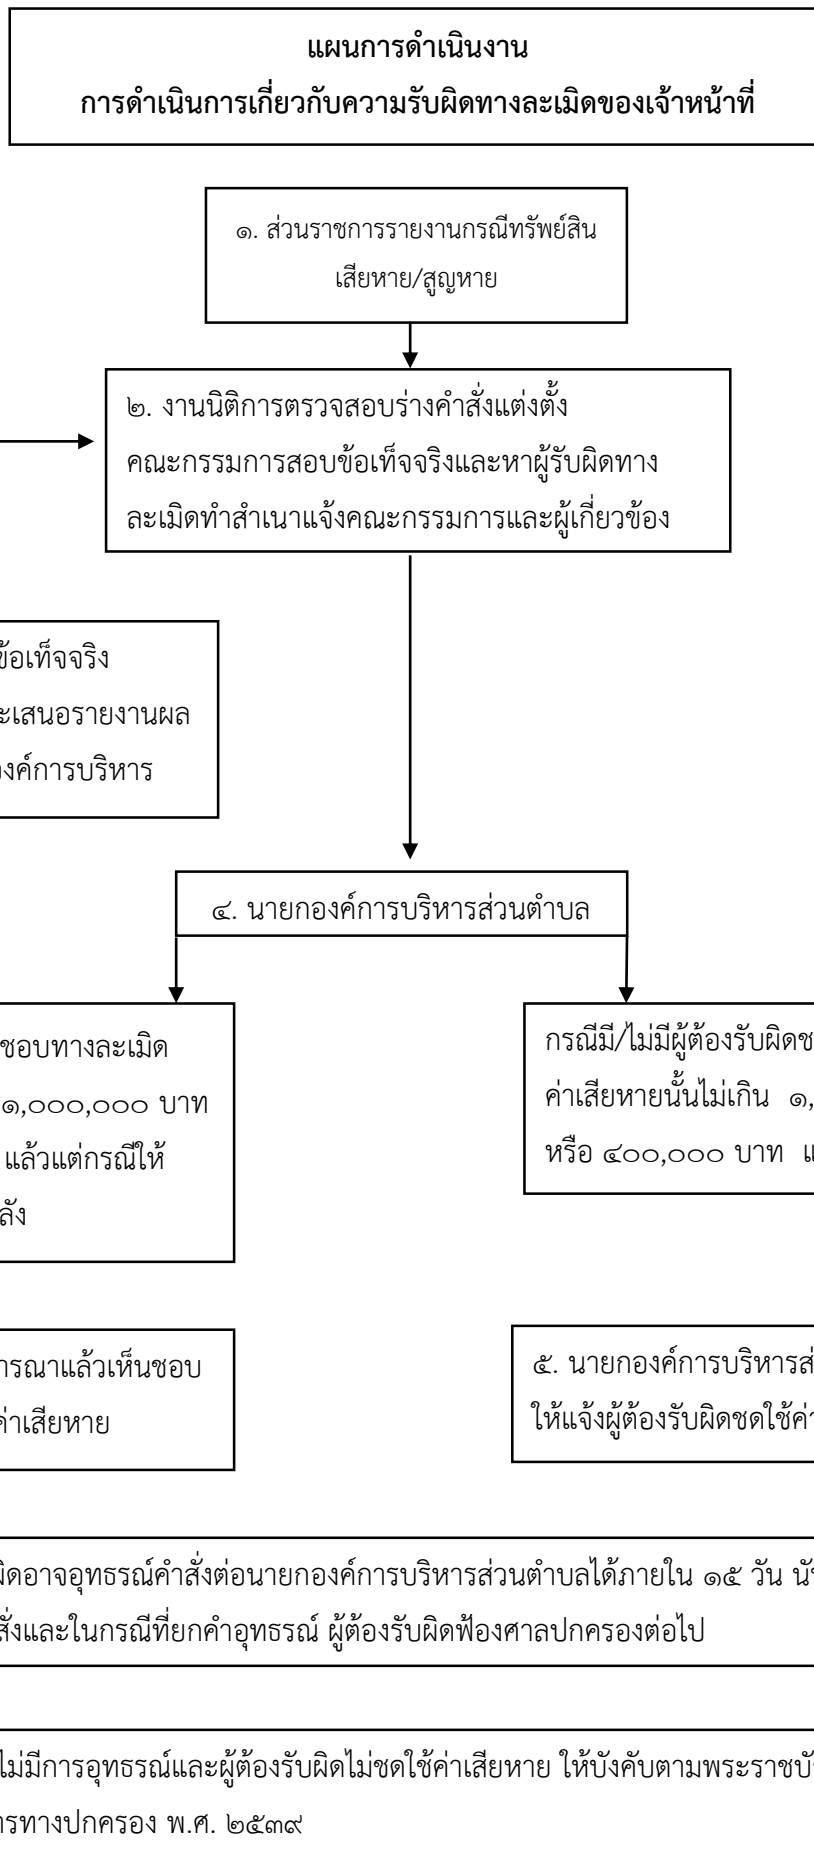 แผนการดำเนินงาน
การดำเนินการเกี่ยวกับความรับผิดทางละเมิดของเจ้าหน้าที่
๑. ส่วนราชการรายงานกรณีทรัพย์สิน
เสียหาย/สูญหาย
๒. งานนิติการตรวจสอบร่างคำสั่งแต่งตั้ง
คณะกรรมการสอบข้อเท็จจริงและหาผู้รับผิดทาง
ละเมิดทำสำเนาแจ้งคณะกรรมการและผู้เกี่ยวข้อง
ข้อเท็จจริง
ะเสนอรายงานผล
องค์การบริหาร
๔. นายกองค์การบริหารส่วนตำบล
ชอบทางละเมิด
๑,๐๐๐,๐๐๐ บาท
แล้วแต่กรณีให้
ลัง
กรณีมี/ไม่มีผู้ต้องรับผิดช
ค่าเสียหายนั้นไม่เกิน ๑,
หรือ ๔๐๐,๐๐๐ บาท แ
ารณาแล้วเห็นชอบ
ค่าเสียหาย
๕. นายกองค์การบริหารส่
ให้แจ้งผู้ต้องรับผิดชดใช้ค่า
ผิดอาจอุทธรณ์คำสั่งต่อนายกองค์การบริหารส่วนตำบลได้ภายใน ๑๕ วัน นั
สั่งและในกรณีที่ยกคำอุทธรณ์ ผู้ต้องรับผิดฟ้องศาลปกครองต่อไป
ไม่มีการอุทธรณ์และผู้ต้องรับผิดไม่ชดใช้ค่าเสียหาย ให้บังคับตามพระราชบั
ารทางปกครอง พ.ศ. ๒๕๓๙